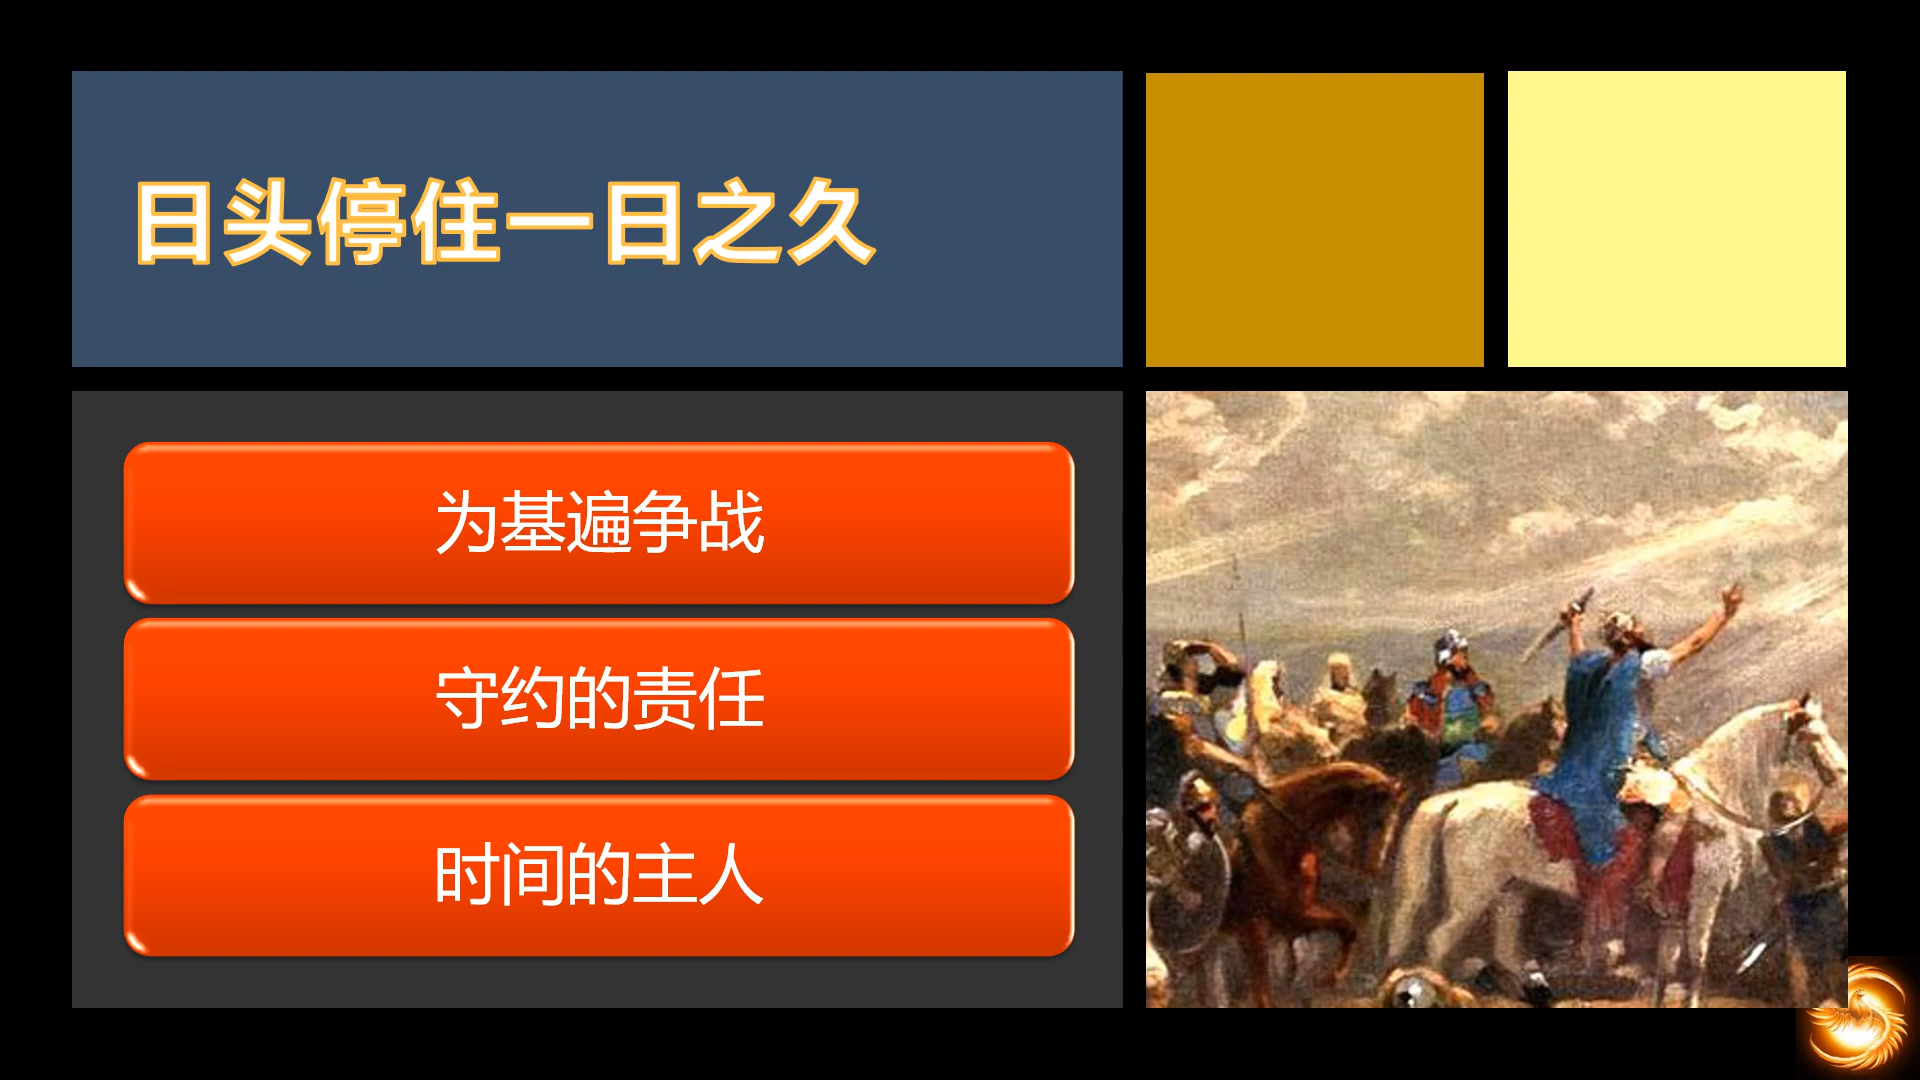 日头停住一日之久
为基遍争战
守约的责任
时间的主人